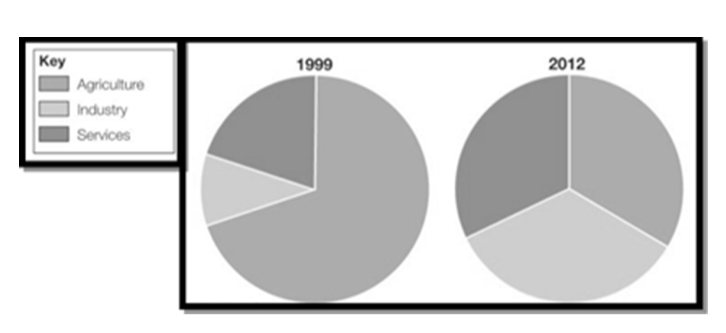 Key
Agriculture
Industry
Services
1999
2012